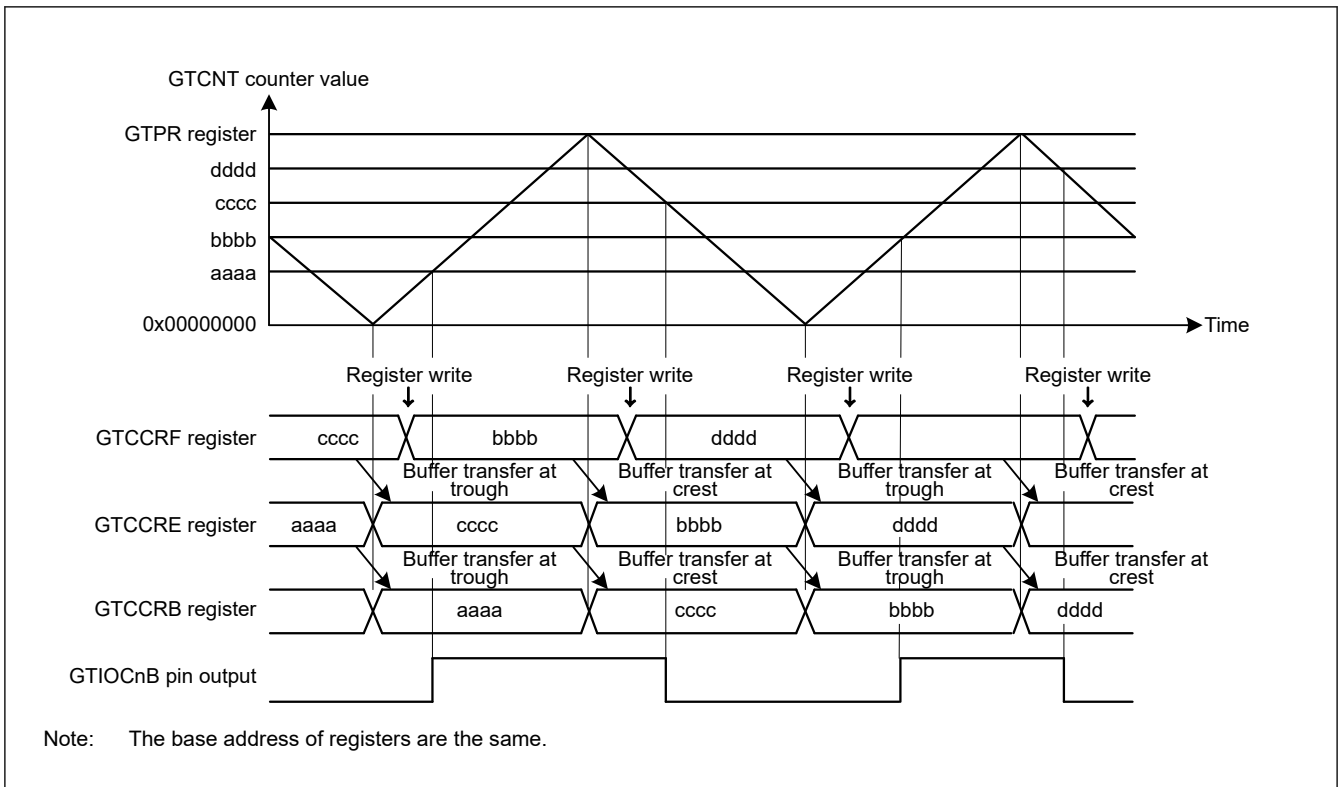 GTCNT counter value
GTPR register
dddd
cccc
bbbb
aaaa
0x00000000
Time
Register write
Register write
Register write
Register write
GTCCRF register
cccc
bbbb
dddd
Buffer transfer at
trough
Buffer transfer at
crest
Buffer transfer at
trough
Buffer transfer at
crest
GTCCRE register
aaaa
cccc
bbbb
dddd
Buffer transfer at
trough
Buffer transfer at
crest
Buffer transfer at
trough
Buffer transfer at
crest
GTCCRB register
aaaa
cccc
bbbb
dddd
GTIOCnB pin output
Note: The base address of registers are the same.